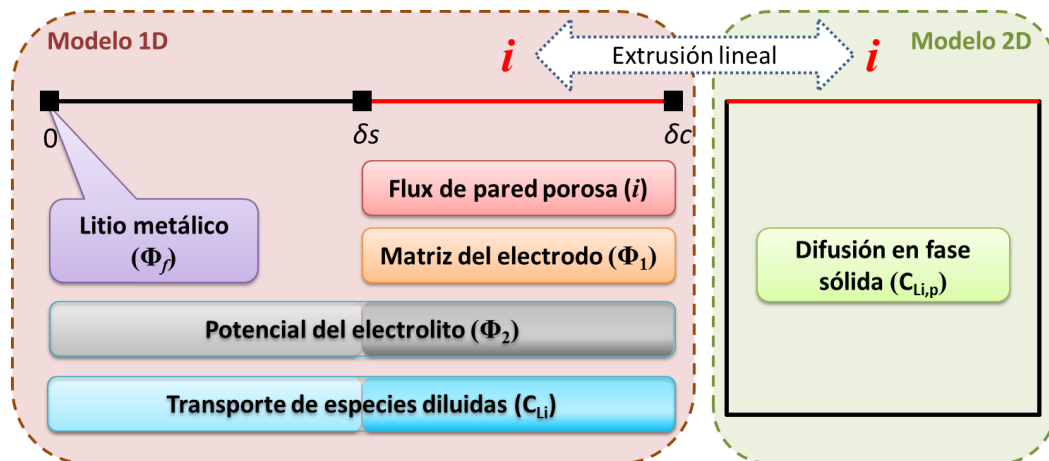 Modelo 1D
i
Extrusión lineal
i
Modelo 2D
0
δs
δc
Flux de pared porosa (i)
Litio metálico
(Φf)
Matriz del electrodo (Φ1)
Difusión en fase
sólida (CLi,p)
Potencial del electrolito (Φ2)
Transporte de especies diluidas (CLi)